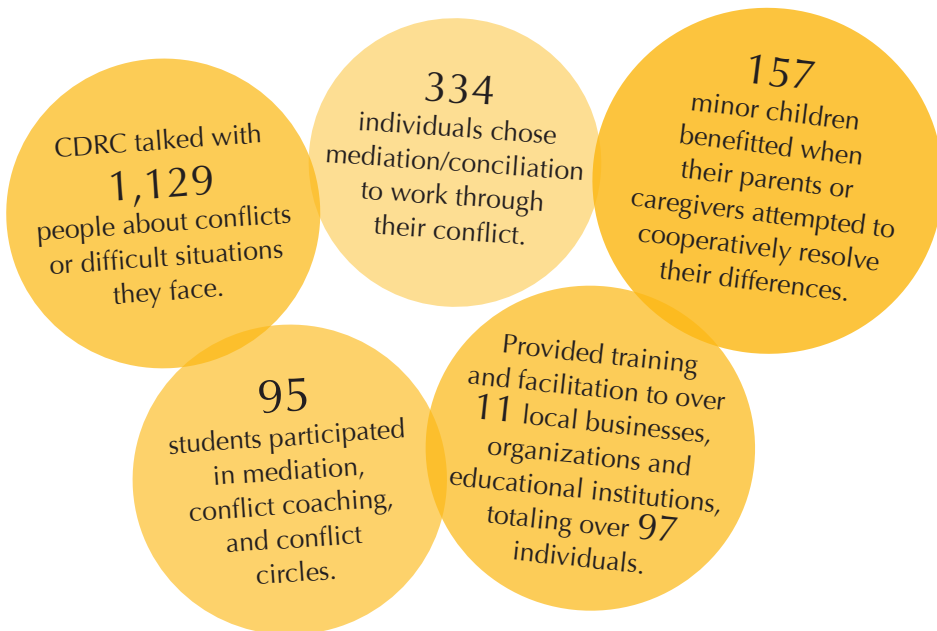 CDRC talked with
1,129
people about conflicts
or difficult situations
they face.
334
individuals chose
mediation/conciliation
to work through
their conflict.
157
minor children
benefitted when
their parents or
caregivers attempted to
cooperatively resolve
their differences.
95
students participated
in mediation,
conflict coaching,
and conflict
circles.
Provided training
and facilitation to over
11 local businesses,
organizations and
educational institutions,
totaling over 97
individuals.